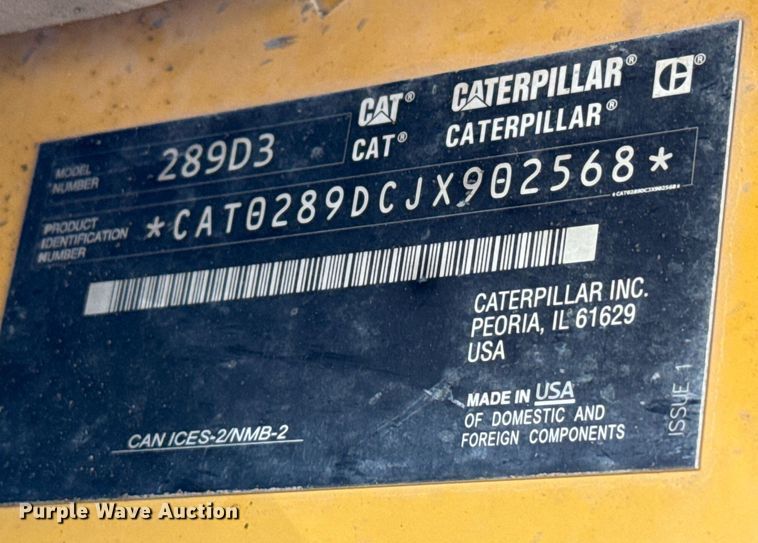 CAT® CATERPILLAR®
CAT® CATERPILLAR®
MODEL NUMBER 289D3
PRODUCT IDENTIFICATION NUMBER *CAT0289DCJX902568*
*CAT0289DCJX902568*
CATERPILLAR INC.
PEORIA, IL 61629
USA
MADE IN USA
OF DOMESTIC AND
FOREIGN COMPONENTS
CAN ICES-2/NMB-2
ISSUE 1
Purple Wave Auction